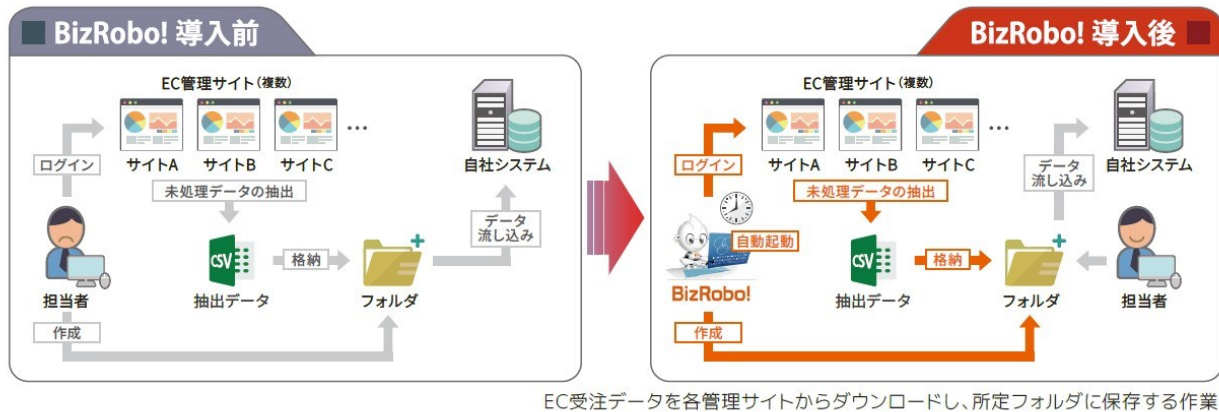 BizRobo! 導入前
EC管理サイト(複数)
サイトA
サイトB
サイトC
…
ログイン
未処理データの抽出
自社システム
データ
流し込み
CSV
格納
担当者
抽出データ
フォルダ
作成
BizRobo! 導入後
EC管理サイト(複数)
サイトA
サイトB
サイトC
…
ログイン
未処理データの抽出
自社システム
データ
流し込み
自動起動
CSV
格納
BizRobo!
抽出データ
フォルダ
担当者
作成
EC受注データを各管理サイトからダウンロードし、所定フォルダに保存する作業